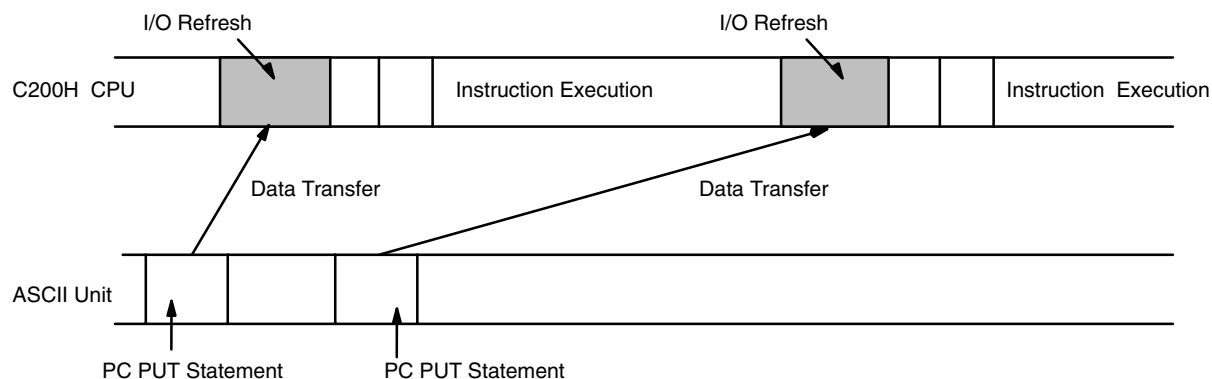 I/O Refresh
I/O Refresh
C200H CPU
Instruction Execution
Instruction Execution
Data Transfer
Data Transfer
ASCII Unit
PC PUT Statement
PC PUT Statement